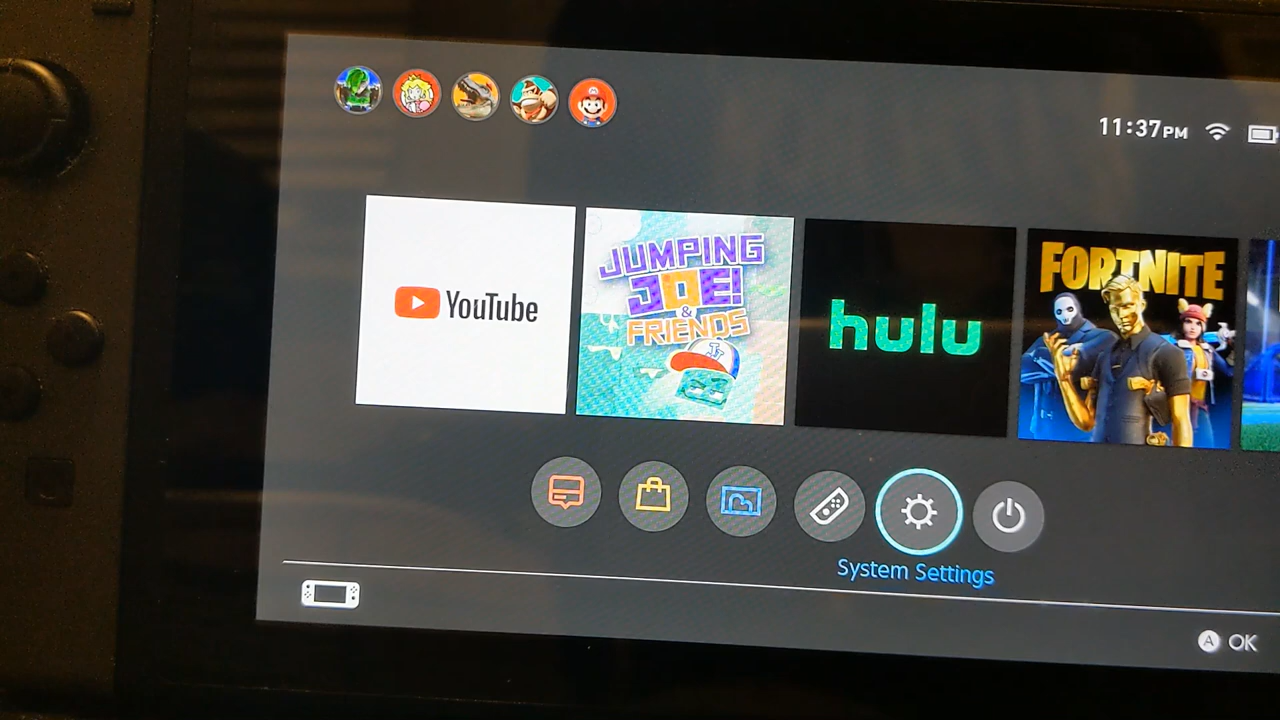 11:37PM
YouTube
JUMPING
JOE!
&
FRIENDS
hulu
FORTNITE
System Settings
A OK